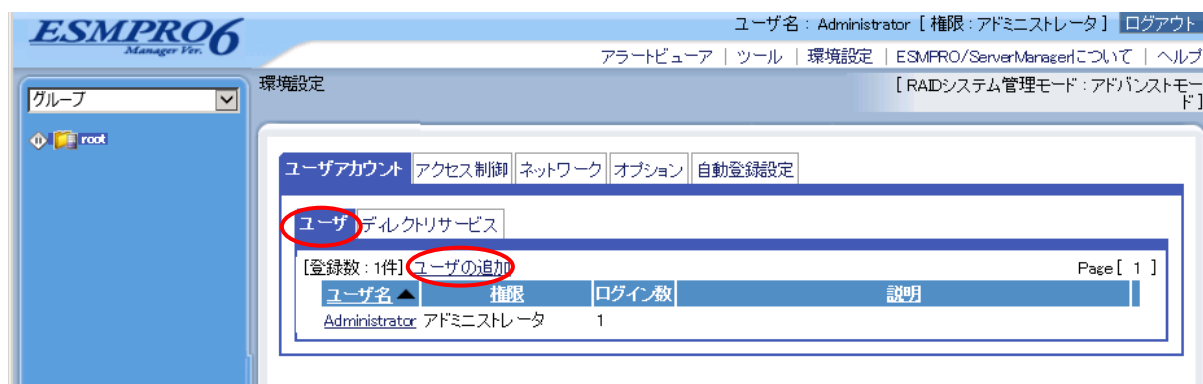 ESMPRO6
Manager Ver.
ユーザ名 : Administrator [ 権限 : アドミニストレータ ] ログアウト
アラートビューア | ツール | 環境設定 | ESMPRO/ServerManagerについて | ヘルプ
グループ
root
環境設定
[ RAIDシステム管理モード : アドバンストモード ]
ユーザアカウント アクセス制御 ネットワーク オプション 自動登録設定
ユーザ ディレクトリサービス
[登録数 : 1件] ユーザの追加 Page [ 1 ]
ユーザ名▲ 権限 ログイン数 説明
Administrator アドミニストレータ 1